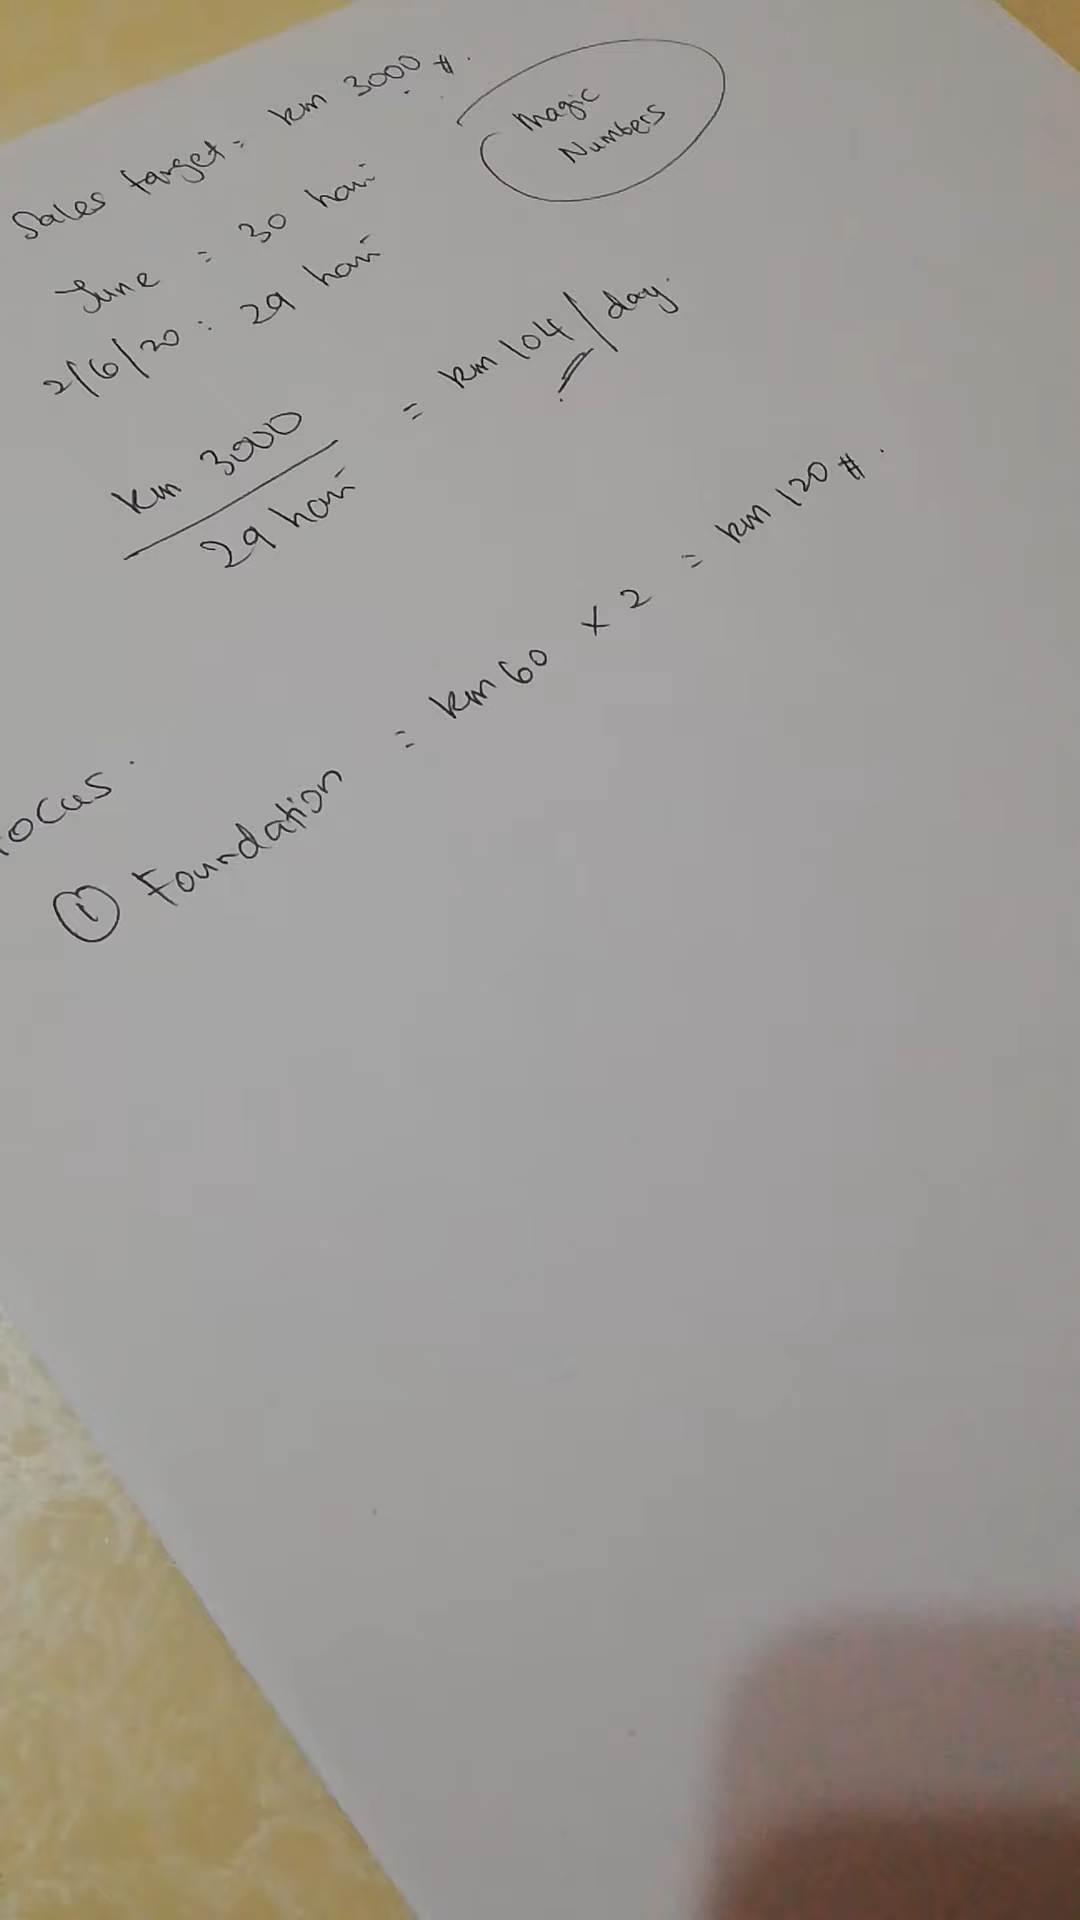 Sales target = RM 3000 #.
Magic
Numbers
June = 30 hari
2/6/20 : 29 hari
RM 3000
29 hari
= RM 104/day.
Focus.
① Foundation = RM 60 x 2 = RM 120 #.